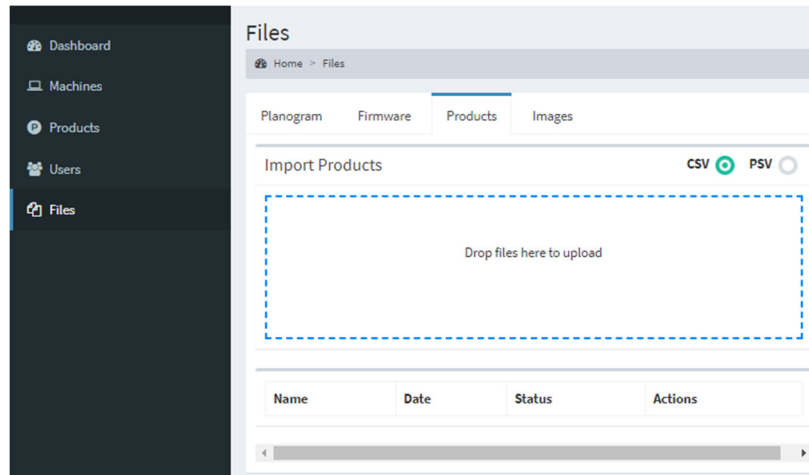 Dashboard
Machines
Products
Users
Files
Files
Home > Files
Planogram Firmware Products Images
Import Products CSV PSV
Drop files here to upload
Name Date Status Actions